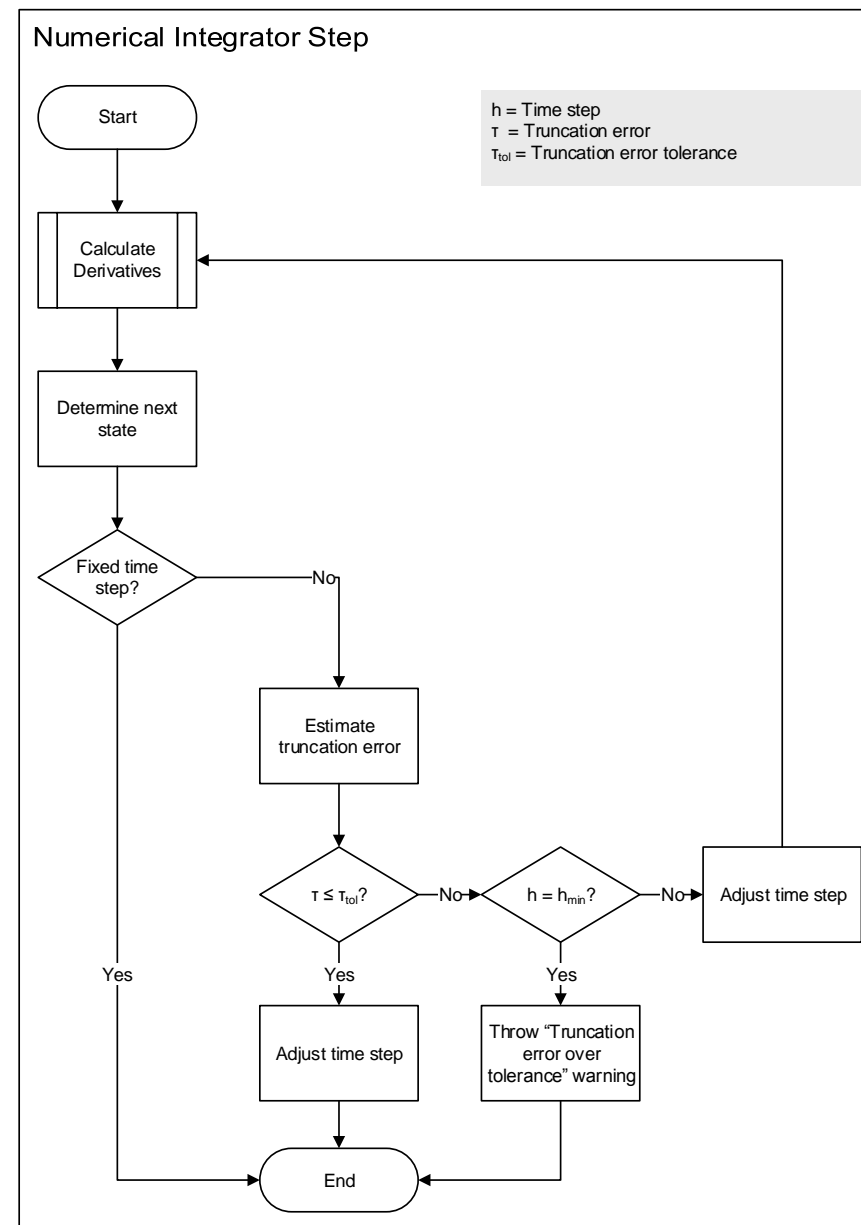 Numerical Integrator Step
Start
h = Time step
τ = Truncation error
τtol = Truncation error tolerance
Calculate
Derivatives
Determine next
state
Fixed time
step?
No
Estimate
truncation error
τ ≤ τtol?
No
h = hmin?
No
Adjust time step
Yes
Yes
Yes
Adjust time step
Throw “Truncation
error over
tolerance” warning
End